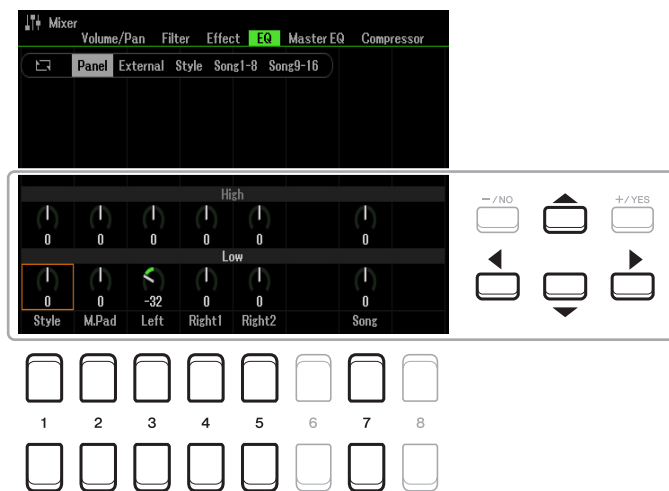 Mixer
Volume/Pan Filter Effect EQ Master EQ Compressor
Panel External Style Song1-8 Song9-16
High
0 0 0 0 0 0
Low
0 0 -32 0 0 0
Style M.Pad Left Right1 Right2 Song
-/NO +/YES
1 2 3 4 5 6 7 8